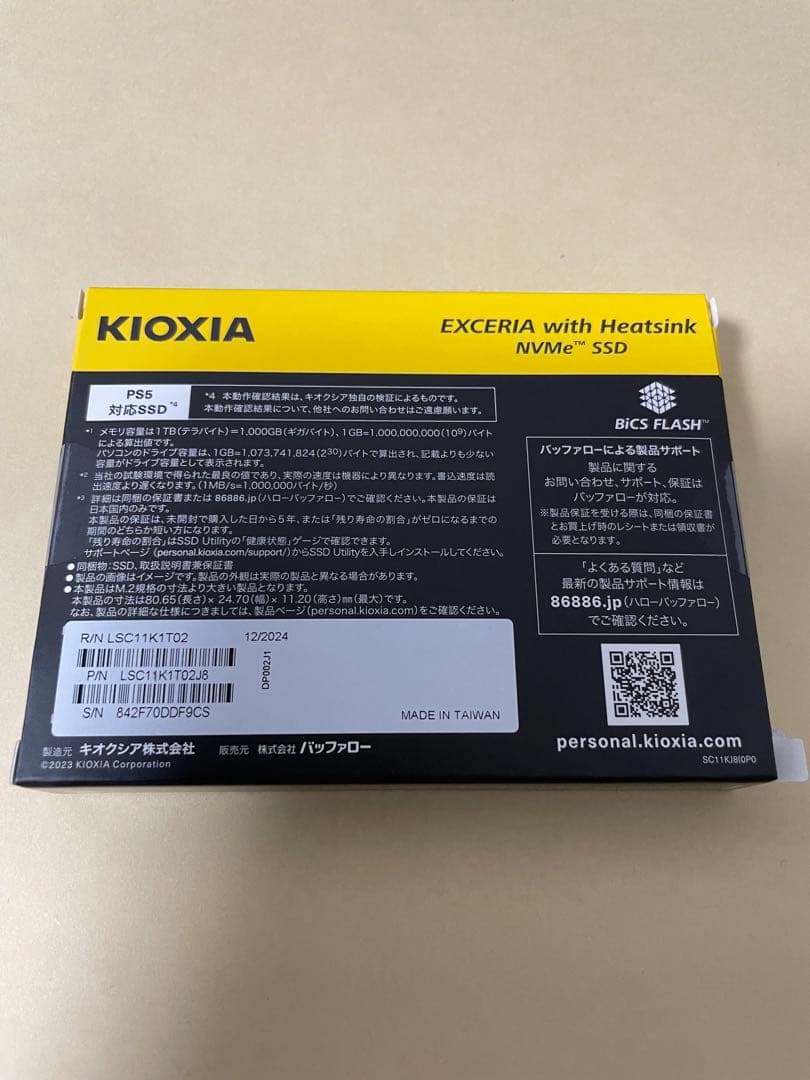 KIOXIA
EXCERIA with Heatsink
NVMe™ SSD
PS5
対応SSD *4
*4 本動作確認結果は、キオクシア独自の検証によるものです。
本動作確認結果について、他社へのお問い合わせはご遠慮願います。
BiCS FLASH™
*1 メモリ容量は1TB(テラバイト)=1,000GB(ギガバイト)、1GB=1,000,000,000(10⁹)バイト
による算出値です。
パソコンのドライブ容量は、1GB=1,073,741,824(2³⁰)バイトで算出され、記載よりも少ない
容量がドライブ容量として表示されます。
*2 当社の試験環境で得られた最良の値であり、実際の速度は機器により異なります。書込速度は読
出速度より遅くなります。(1MB/s=1,000,000バイト/秒)
*3 詳細は同梱の保証書または 86886.jp(ハローバッファロー)でご確認ください。本製品の保証は
日本国内のみです。
本製品の保証は、未開封で購入した日から5年、または「残り寿命の割合」がゼロになるまでの
期間のどちらか短い方になります。
「残り寿命の割合」はSSD Utilityの「健康状態」ゲージで確認できます。
サポートページ (personal.kioxia.com/support/)からSSD Utilityを入手しインストールしてください。
●同梱物：SSD、取扱説明書兼保証書
●製品の画像はイメージです。製品の外観は実際の製品と異なる場合があります。
●本製品はM.2規格の寸法より大きい製品となります。
本製品の寸法は80.65(長さ)×24.70(幅)×11.20(高さ)㎜(最大)です。
なお、製品の詳細な仕様につきましては、製品ページ(personal.kioxia.com)をご確認ください。
バッファローによる製品サポート
製品に関する
お問い合わせ、サポート、保証は
バッファローが対応。
※製品保証を受ける際は、同梱の保証書
とお買上げ時のレシートまたは領収書が
必要となります。
「よくある質問」など
最新の製品サポート情報は
86886.jp(ハローバッファロー)
でご確認ください。
R/N LSC11K1T02
12/2024
P/N LSC11K1T02J8
DP002J1
S/N 842F70DDF9CS
MADE IN TAIWAN
製造元 キオクシア株式会社 販売元 株式会社 バッファロー
©2023 KIOXIA Corporation
personal.kioxia.com
SC11KJ8I0P0